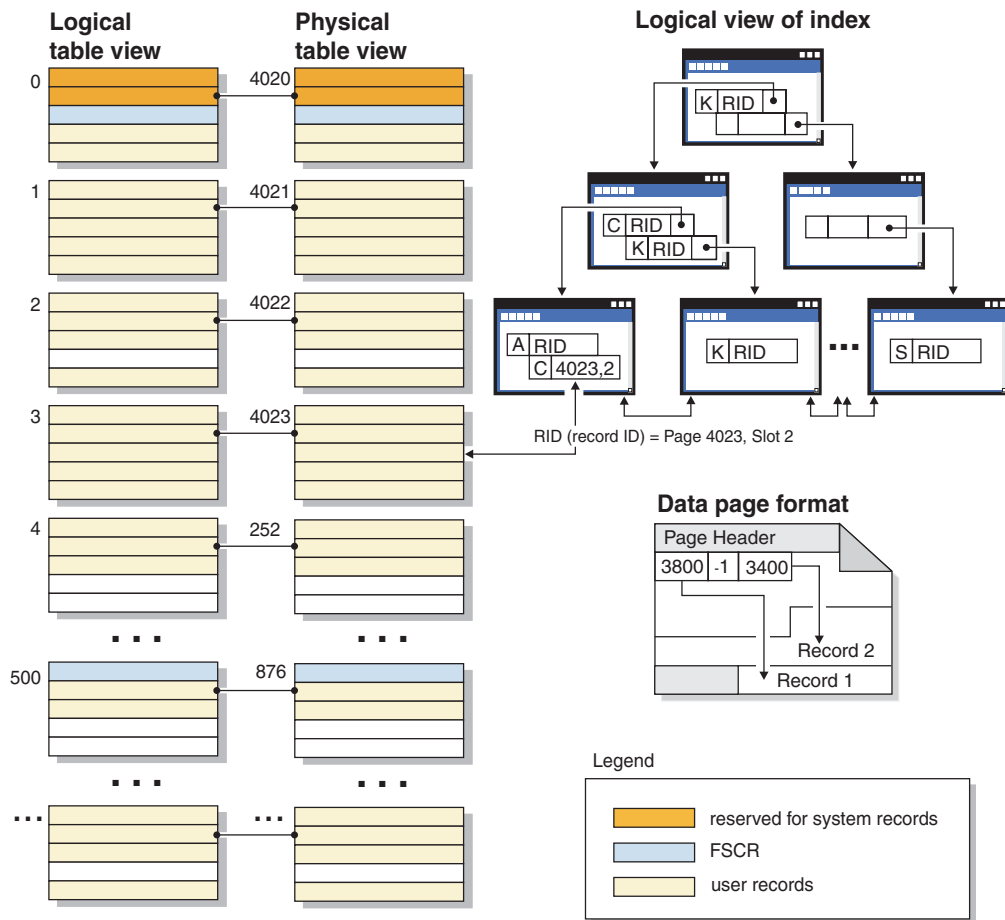 Logical
table view
Physical
table view
Logical view of index
0
4020
1
4021
2
4022
3
4023
4
252
▪ ▪ ▪
▪ ▪ ▪
500
876
▪ ▪ ▪
▪ ▪ ▪
...
...
K RID
C RID
K RID
A RID
C 4023,2
K RID
...
S RID
RID (record ID) = Page 4023, Slot 2
Data page format
Page Header
3800 -1 3400
Record 2
Record 1
Legend
reserved for system records
FSCR
user records